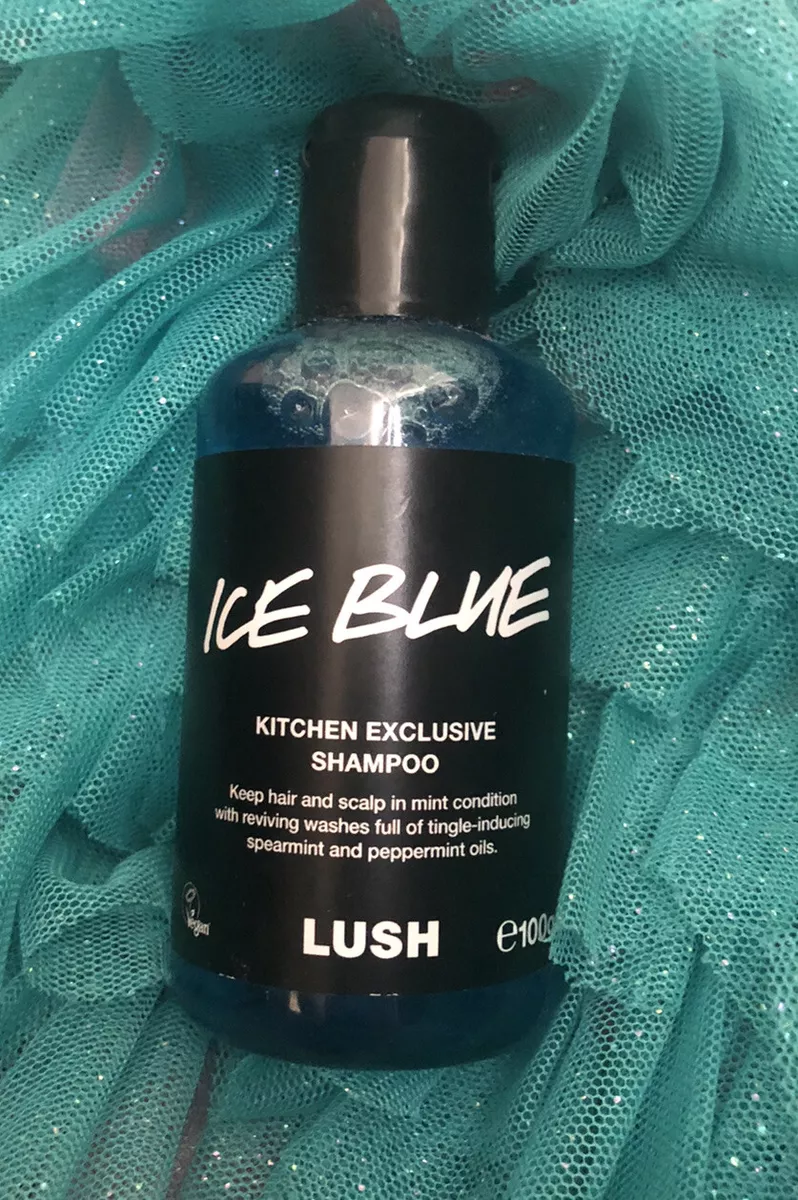 ICE BLUE
KITCHEN EXCLUSIVE
SHAMPOO
Keep hair and scalp in mint condition
with reviving washes full of tingle-inducing
spearmint and peppermint oils.
vegan
LUSH
℮100g